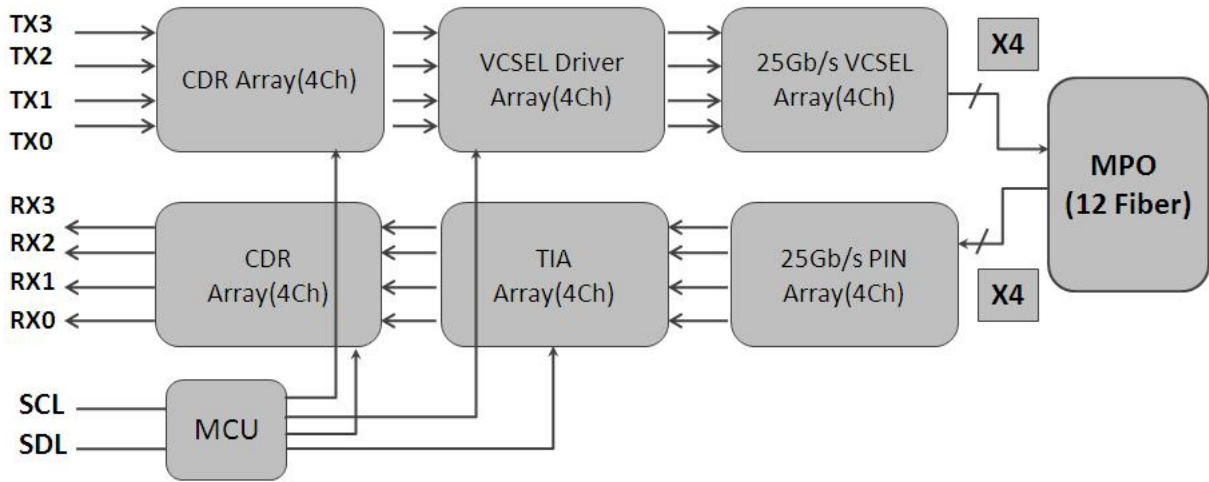 TX3
TX2
TX1
TX0
CDR Array(4Ch)
VCSEL Driver
Array(4Ch)
25Gb/s VCSEL
Array(4Ch)
X4
MPO
(12 Fiber)
RX3
RX2
RX1
RX0
CDR
Array(4Ch)
TIA
Array(4Ch)
25Gb/s PIN
Array(4Ch)
X4
SCL
SDL
MCU